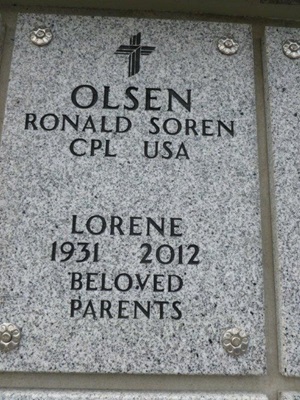 OLSEN
RONALD SOREN
CPL USA
LORENE
1931 2012
BELOVED
PARENTS